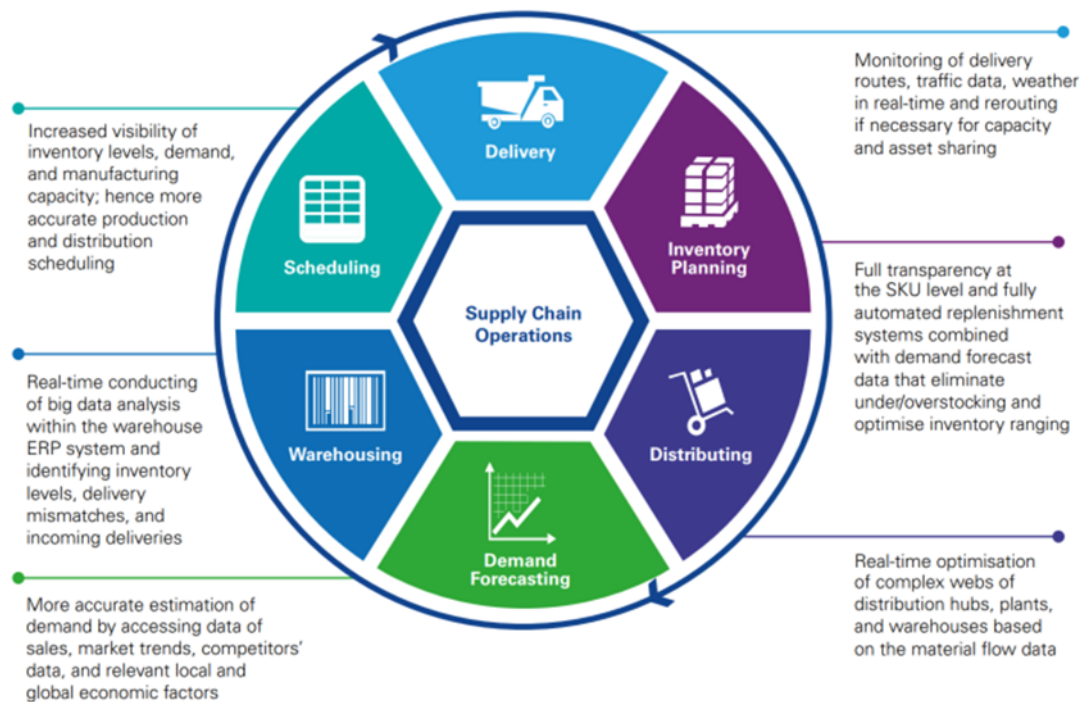 Delivery
Monitoring of delivery
routes, traffic data, weather
in real-time and rerouting
if necessary for capacity
and asset sharing
Inventory
Planning
Full transparency at
the SKU level and fully
automated replenishment
systems combined
with demand forecast
data that eliminate
under/overstocking and
optimise inventory ranging
Distributing
Real-time optimisation
of complex webs of
distribution hubs, plants,
and warehouses based
on the material flow data
Demand
Forecasting
More accurate estimation of
demand by accessing data of
sales, market trends, competitors’
data, and relevant local and
global economic factors
Warehousing
Real-time conducting
of big data analysis
within the warehouse
ERP system and
identifying inventory
levels, delivery
mismatches, and
incoming deliveries
Scheduling
Increased visibility of
inventory levels, demand,
and manufacturing
capacity; hence more
accurate production
and distribution
scheduling
Supply Chain
Operations